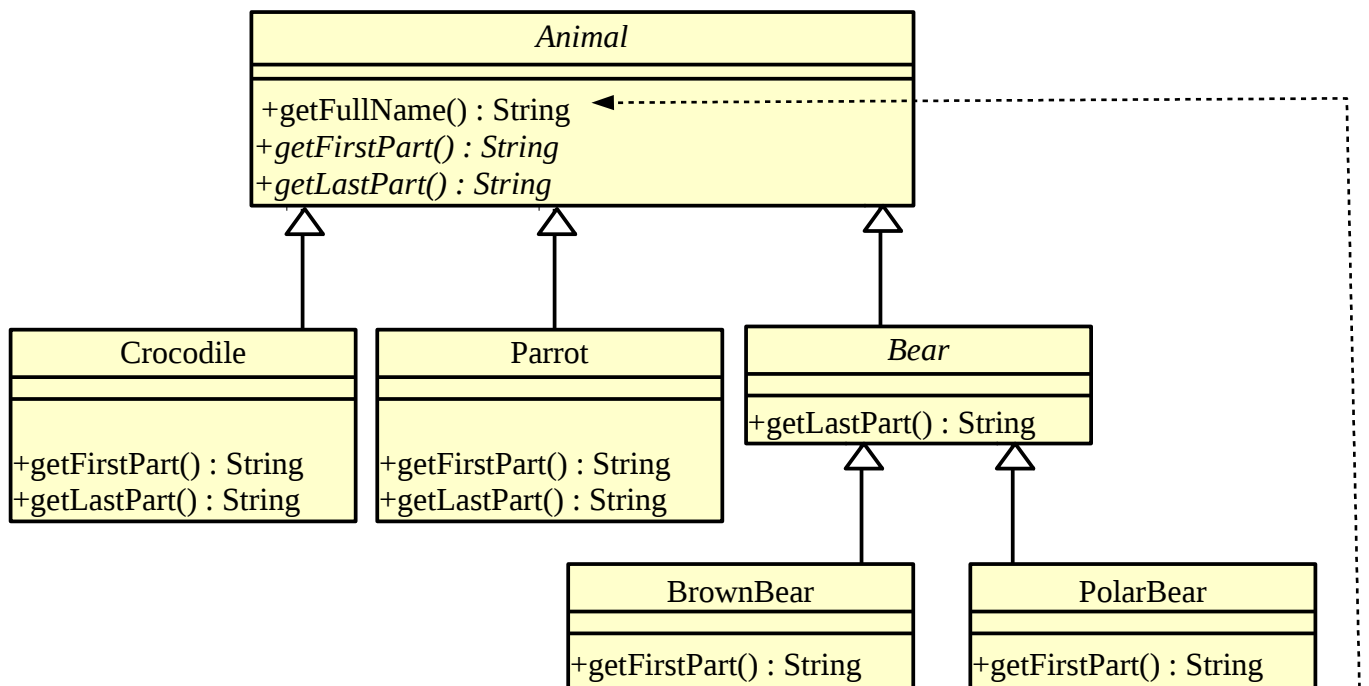 Animal
+getFullName() : String
+getFirstPart() : String
+getLastPart() : String
Crocodile
+getFirstPart() : String
+getLastPart() : String
Parrot
+getFirstPart() : String
+getLastPart() : String
Bear
+getLastPart() : String
BrownBear
+getFirstPart() : String
PolarBear
+getFirstPart() : String